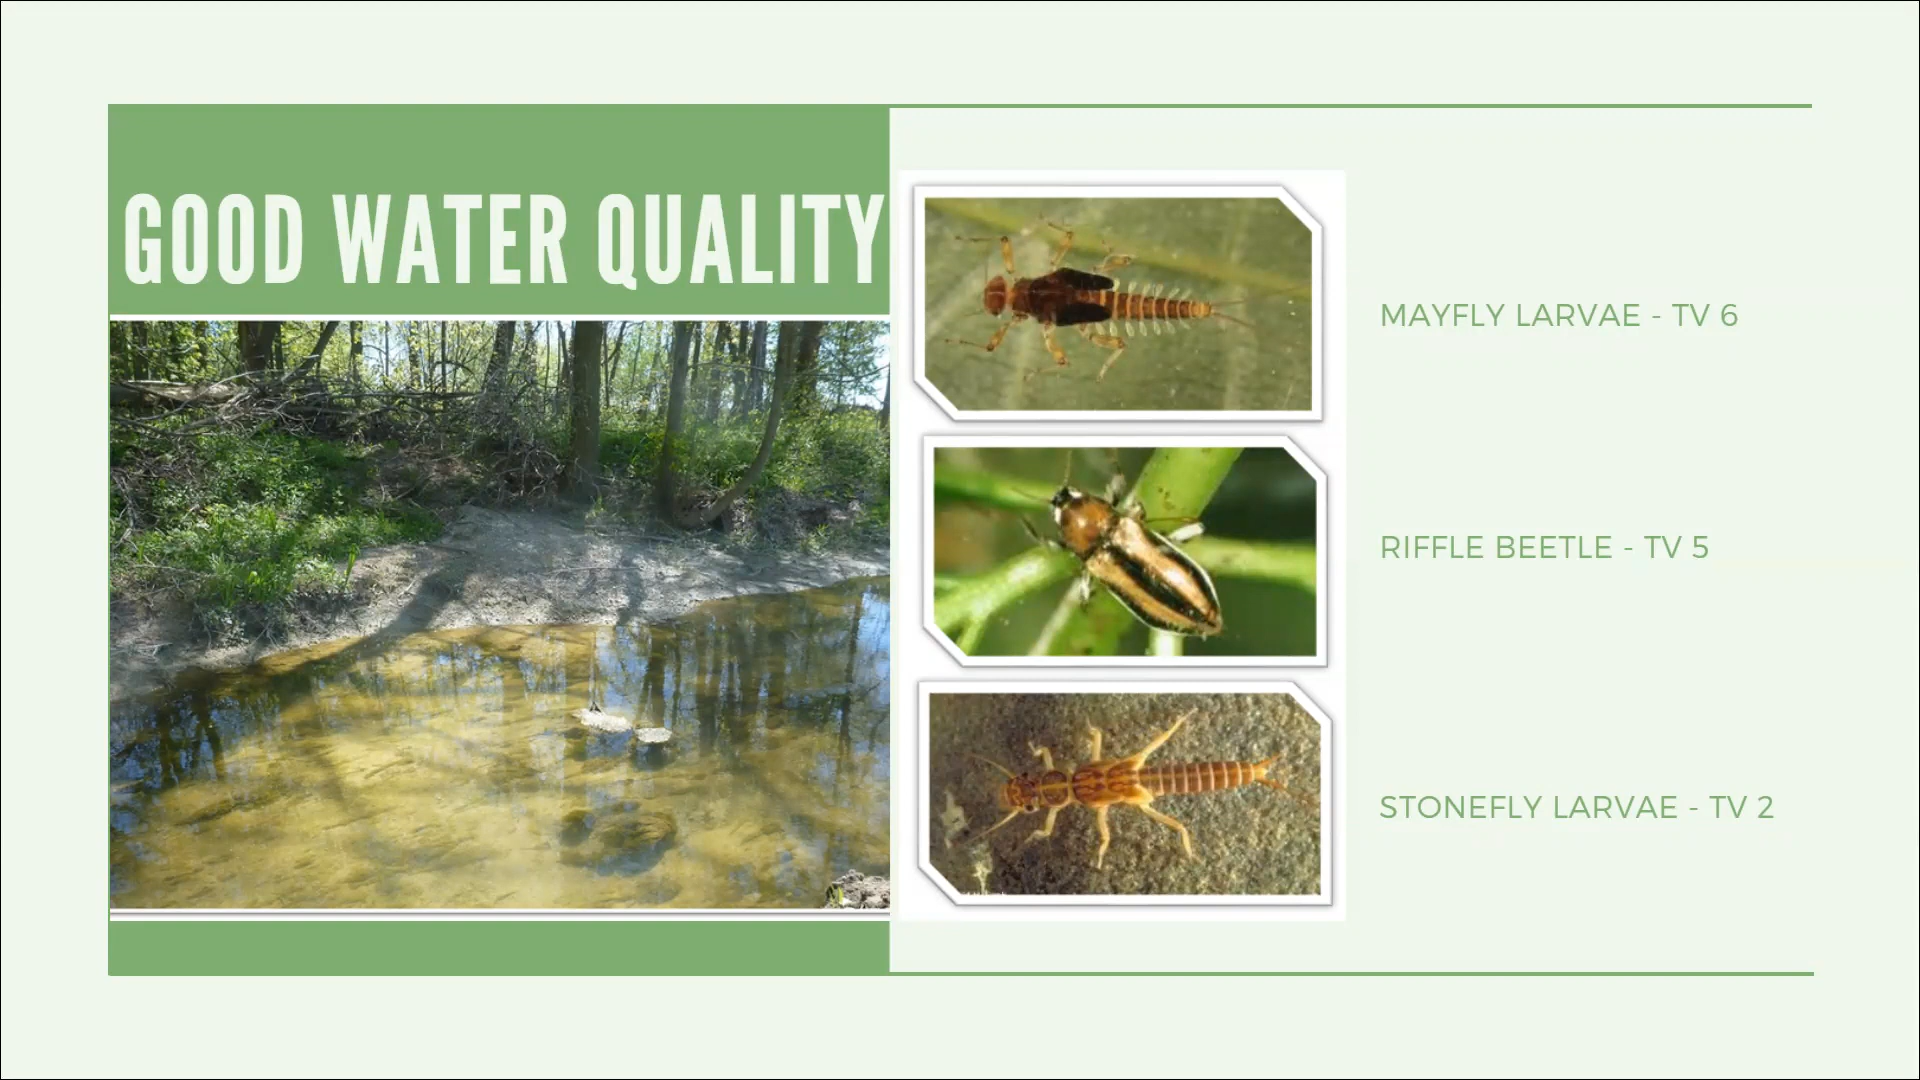 GOOD WATER QUALITY
MAYFLY LARVAE - TV 6
RIFFLE BEETLE - TV 5
STONEFLY LARVAE - TV 2